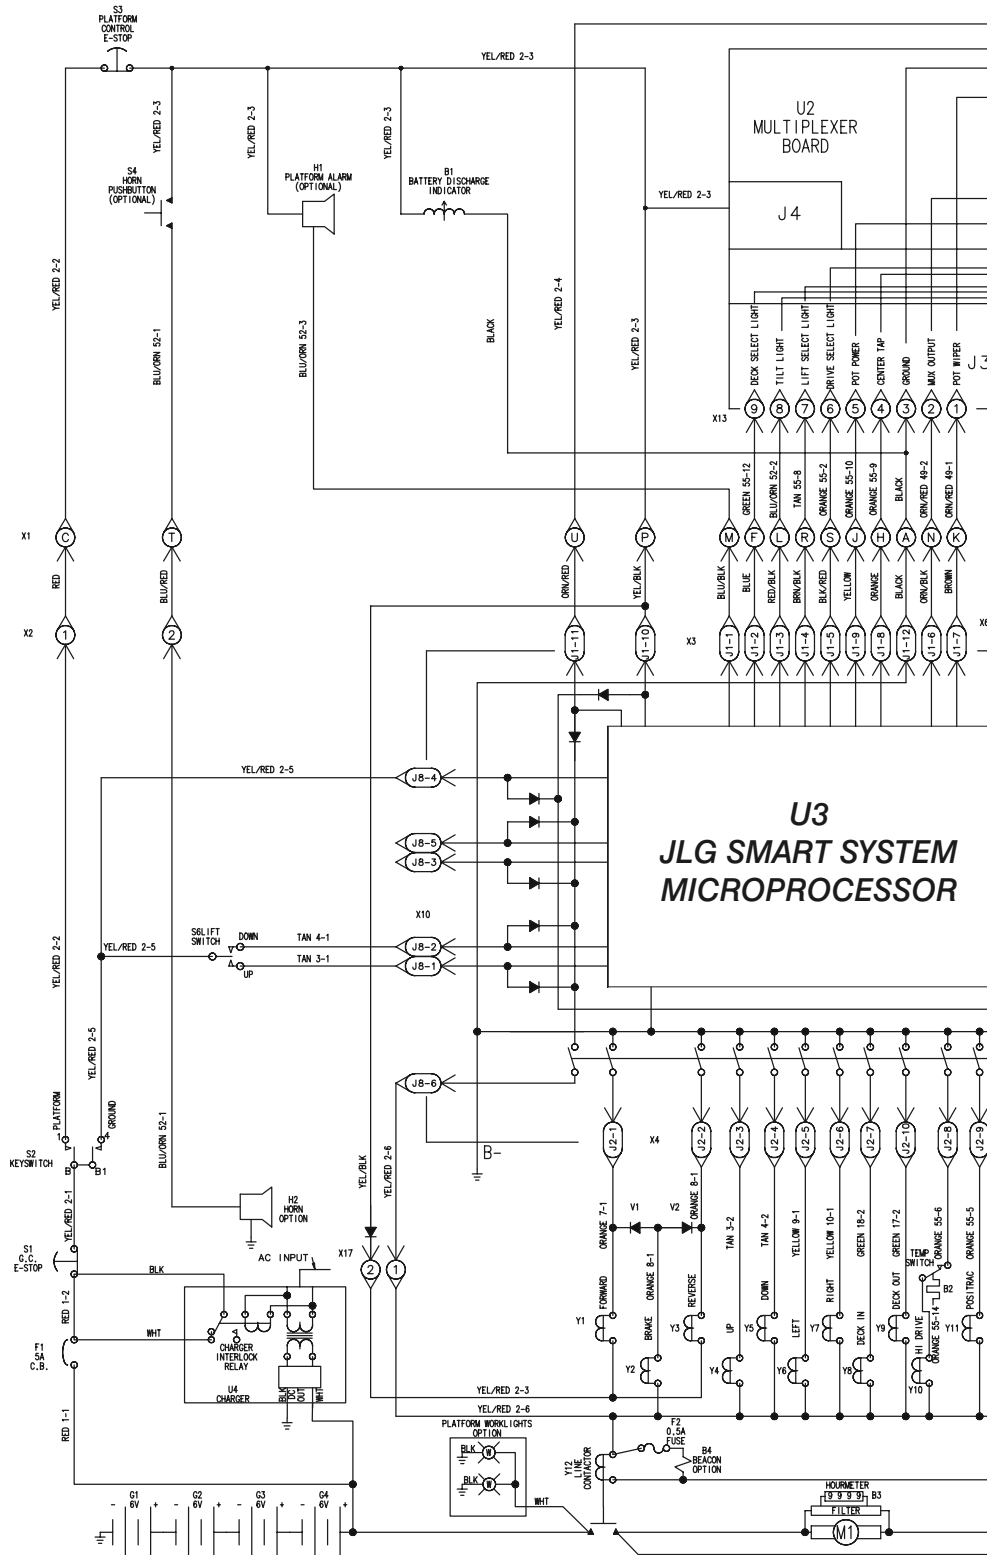 S3
PLATFORM
CONTROL
E-STOP
YEL/RED 2-3
YEL/RED 2-3
YEL/RED 2-3
YEL/RED 2-3
U2
MULTIPLEXER
BOARD
S4
HORN
PUSHBUTTON
(OPTIONAL)
H1
PLATFORM ALARM
(OPTIONAL)
B1
BATTERY DISCHARGE
INDICATOR
YEL/RED 2-3
J4
YEL/RED 2-2
BLU/ORN 52-1
BLU/ORN 52-3
BLACK
YEL/RED 2-4
YEL/RED 2-3
DECK SELECT LIGHT
TILT LIGHT
LIFT SELECT LIGHT
DRIVE SELECT LIGHT
POT POWER
CENTER TAP
GROUND
MUX OUTPUT
POT WIPER
J3
X13
9
8
7
6
5
4
3
2
1
GREEN 55-12
BLU/ORN 52-2
TAN 55-8
ORANGE 55-2
ORANGE 55-10
ORANGE 55-9
BLACK
ORN/RED 49-2
ORN/RED 49-1
X1
C
T
U
P
M
F
L
R
S
J
H
A
N
K
RED
BLU/RED
ORN/RED
YEL/BLK
BLU/BLK
BLUE
RED/BLK
BRN/BLK
BLK/RED
YELLOW
ORANGE
BLACK
ORN/BLK
BROWN
X2
1
2
J1-11
J1-10
X3
J1-1
J1-2
J1-3
J1-4
J1-5
J1-9
J1-8
J1-12
J1-6
J1-7
X6
YEL/RED 2-5
J8-4
J8-5
J8-3
U3
JLG SMART SYSTEM
MICROPROCESSOR
X10
YEL/RED 2-2
YEL/RED 2-5
S6LIFT
SWITCH
DOWN
UP
TAN 4-1
TAN 3-1
J8-2
J8-1
YEL/RED 2-5
J8-6
PLATFORM
1
4
GROUND
BLU/ORN 52-1
S2
KEYSWITCH
B
B1
YEL/BLK
YEL/RED 2-6
B-
J2-1
X4
J2-2
J2-3
J2-4
J2-5
J2-6
J2-7
J2-10
J2-8
J2-9
YEL/RED 2-1
H2
HORN
OPTION
S1
G.C.
E-STOP
BLK
AC INPUT
X17
2
1
ORANGE 7-1
V1
V2
ORANGE 8-1
ORANGE 8-1
TAN 3-2
TAN 4-2
YELLOW 9-1
YELLOW 10-1
GREEN 18-2
GREEN 17-2
ORANGE 55-6
ORANGE 55-5
TEMP
SWITCH
B2
ORANGE 55-14
RED 1-2
F1
5A
C.B.
WHT
CHARGER
INTERLOCK
RELAY
U4
CHARGER
BLK
DC
OUT
WHT
Y1
FORWARD
Y2
BRAKE
Y3
REVERSE
Y4
UP
Y5
DOWN
Y6
LEFT
Y7
RIGHT
Y8
DECK IN
Y9
DECK OUT
Y10
HI DRIVE
Y11
POSITRAC
YEL/RED 2-3
YEL/RED 2-6
RED 1-1
PLATFORM WORKLIGHTS
OPTION
BLK
W
BLK
W
WHT
Y12
LINE
CONTACTOR
F2
0.5A
FUSE
B4
BEACON
OPTION
HOURMETER
9 9 9 9
B3
FILTER
M1
G1
6V
G2
6V
G3
6V
G4
6V
- + - + - + - +